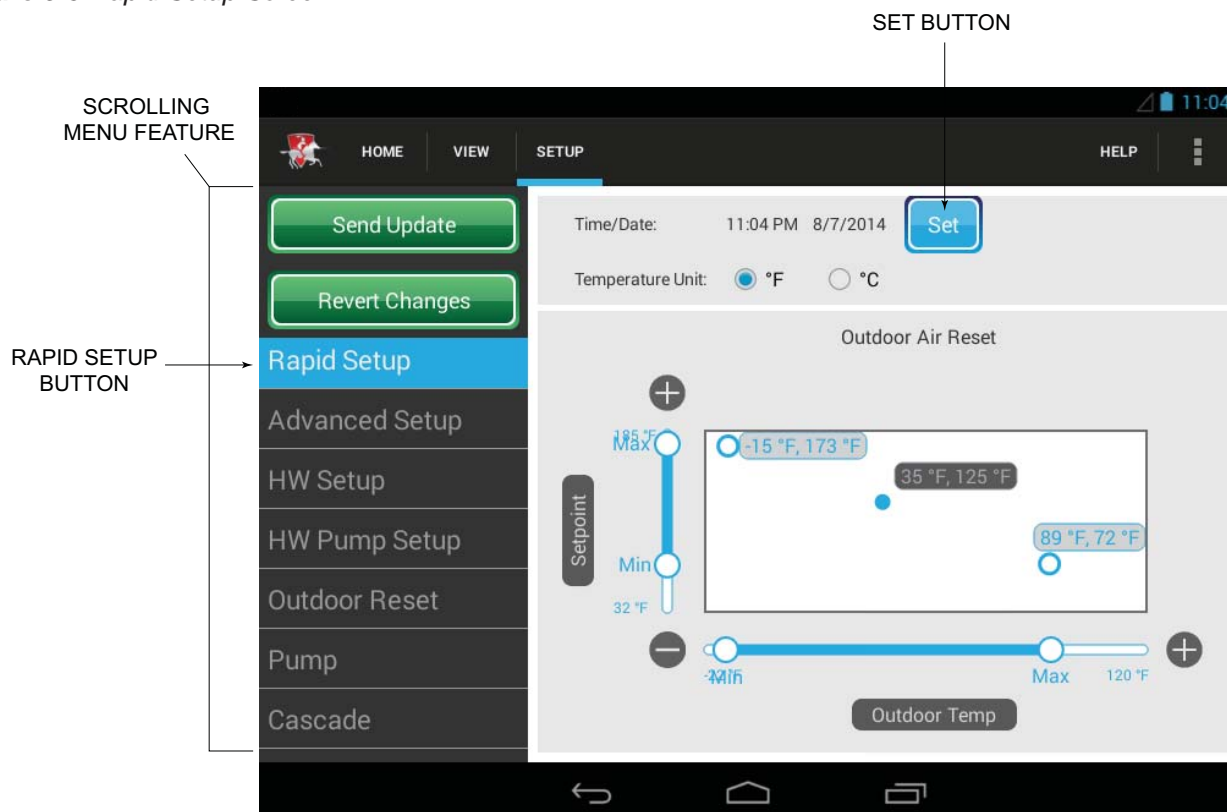 SET BUTTON
SCROLLING
MENU FEATURE
11:04
HOME VIEW SETUP HELP
Send Update
Time/Date: 11:04 PM 8/7/2014 Set
Temperature Unit: °F °C
Revert Changes
Outdoor Air Reset
RAPID SETUP
BUTTON
Rapid Setup
Advanced Setup
HW Setup
HW Pump Setup
Outdoor Reset
Pump
Cascade
185 °F
Max
-15 °F, 173 °F
35 °F, 125 °F
Setpoint
89 °F, 72 °F
Min
32 °F
Min
Max
120 °F
Outdoor Temp